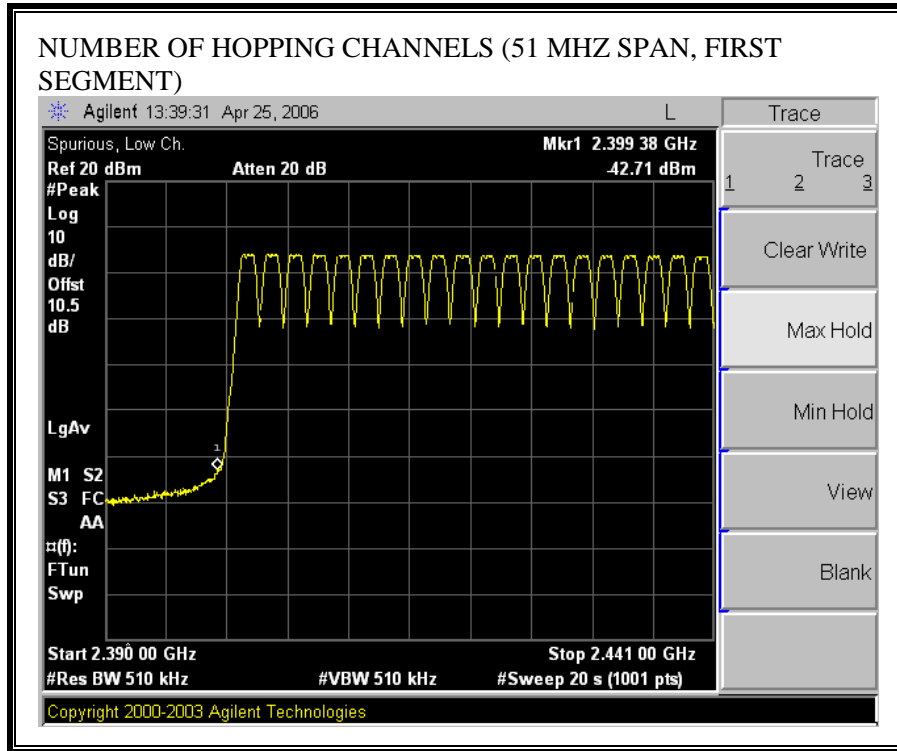 NUMBER OF HOPPING CHANNELS (51 MHZ SPAN, FIRST
SEGMENT)
Agilent 13:39:31 Apr 25, 2006 L Trace
Spurious, Low Ch. Mkr1 2.399 38 GHz
Ref 20 dBm Atten 20 dB -42.71 dBm
#Peak
Log
10
dB/
Offst
10.5
dB
LgAv
1
M1 S2
S3 FC
AA
¤(f):
FTun
Swp
Start 2.390 00 GHz Stop 2.441 00 GHz
#Res BW 510 kHz #VBW 510 kHz #Sweep 20 s (1001 pts)
Copyright 2000-2003 Agilent Technologies
Trace
1 2 3
Clear Write
Max Hold
Min Hold
View
Blank